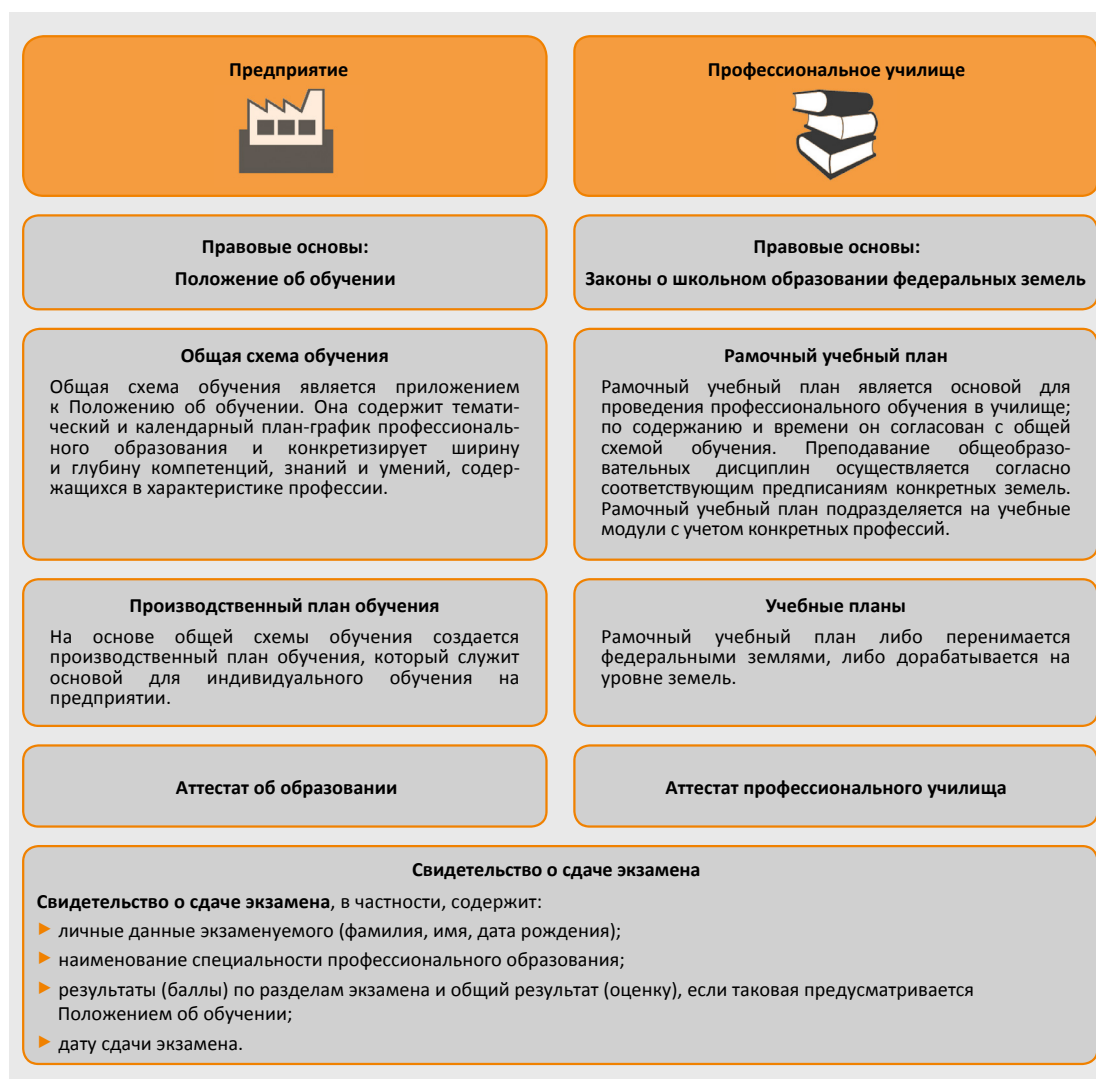 Предприятие
Профессиональное училище
Правовые основы:
Положение об обучении
Правовые основы:
Законы о школьном образовании федеральных земель
Общая схема обучения
Общая схема обучения является приложением
к Положению об обучении. Она содержит темати-
ческий и календарный план-график профессиональ-
ного образования и конкретизирует ширину
и глубину компетенций, знаний и умений, содер-
жащихся в характеристике профессии.
Рамочный учебный план
Рамочный учебный план является основой для
проведения профессионального обучения в училище;
по содержанию и времени он согласован с общей
схемой обучения. Преподавание общеобразо-
вательных дисциплин осуществляется согласно
соответствующим предписаниям конкретных земель.
Рамочный учебный план подразделяется на учебные
модули с учетом конкретных профессий.
Производственный план обучения
На основе общей схемы обучения создается
производственный план обучения, который служит
основой для индивидуального обучения на
предприятии.
Учебные планы
Рамочный учебный план либо перенимается
федеральными землями, либо дорабатывается на
уровне земель.
Аттестат об образовании
Аттестат профессионального училища
Свидетельство о сдаче экзамена
Свидетельство о сдаче экзамена, в частности, содержит:
личные данные экзаменуемого (фамилия, имя, дата рождения);
наименование специальности профессионального образования;
результаты (баллы) по разделам экзамена и общий результат (оценку), если таковая предусматривается
Положением об обучении;
дату сдачи экзамена.